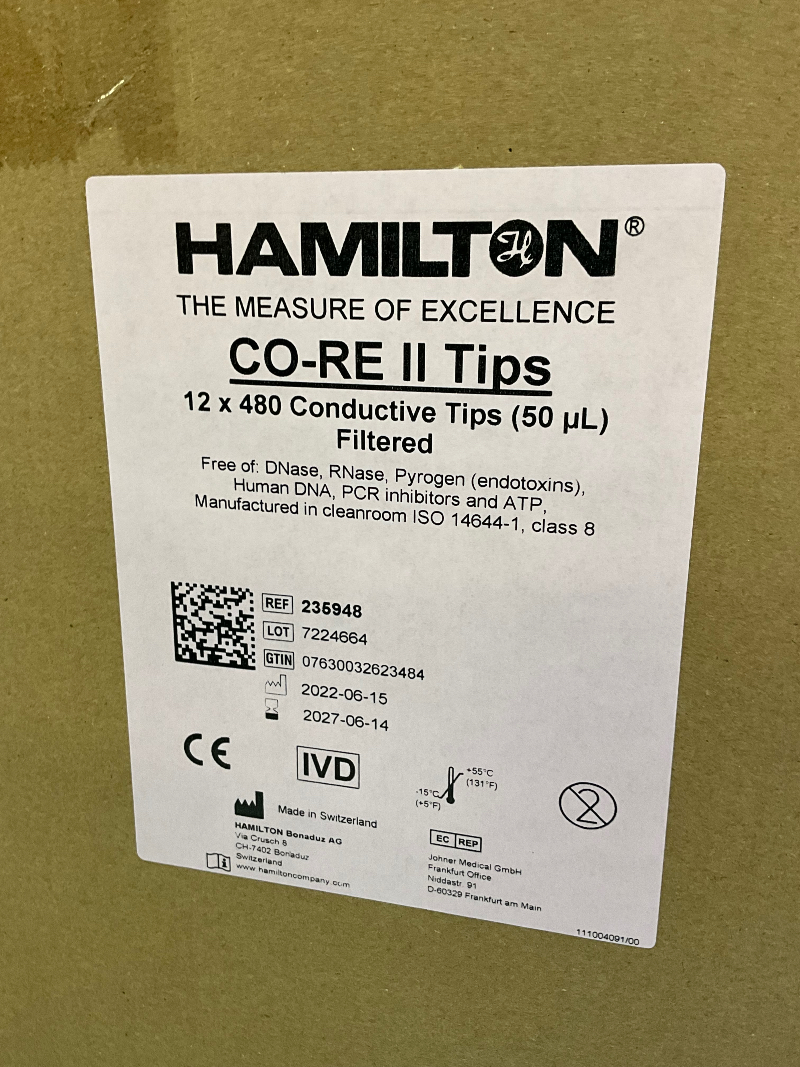 HAMILTON®
THE MEASURE OF EXCELLENCE
CO-RE II Tips
12 x 480 Conductive Tips (50 µL)
Filtered
Free of: DNase, RNase, Pyrogen (endotoxins),
Human DNA, PCR inhibitors and ATP,
Manufactured in cleanroom ISO 14644-1, class 8
REF 235948
LOT 7224664
GTIN 07630032623484
2022-06-15
2027-06-14
CE
IVD
+55°C
(131°F)
-15°C
(+5°F)
2
Made in Switzerland
HAMILTON Bonaduz AG
Via Crusch 8
CH-7402 Bonaduz
Switzerland
www.hamiltoncompany.com
EC REP
Johner Medical GmbH
Frankfurt Office
Niddastr. 91
D-60329 Frankfurt am Main
111004091/00